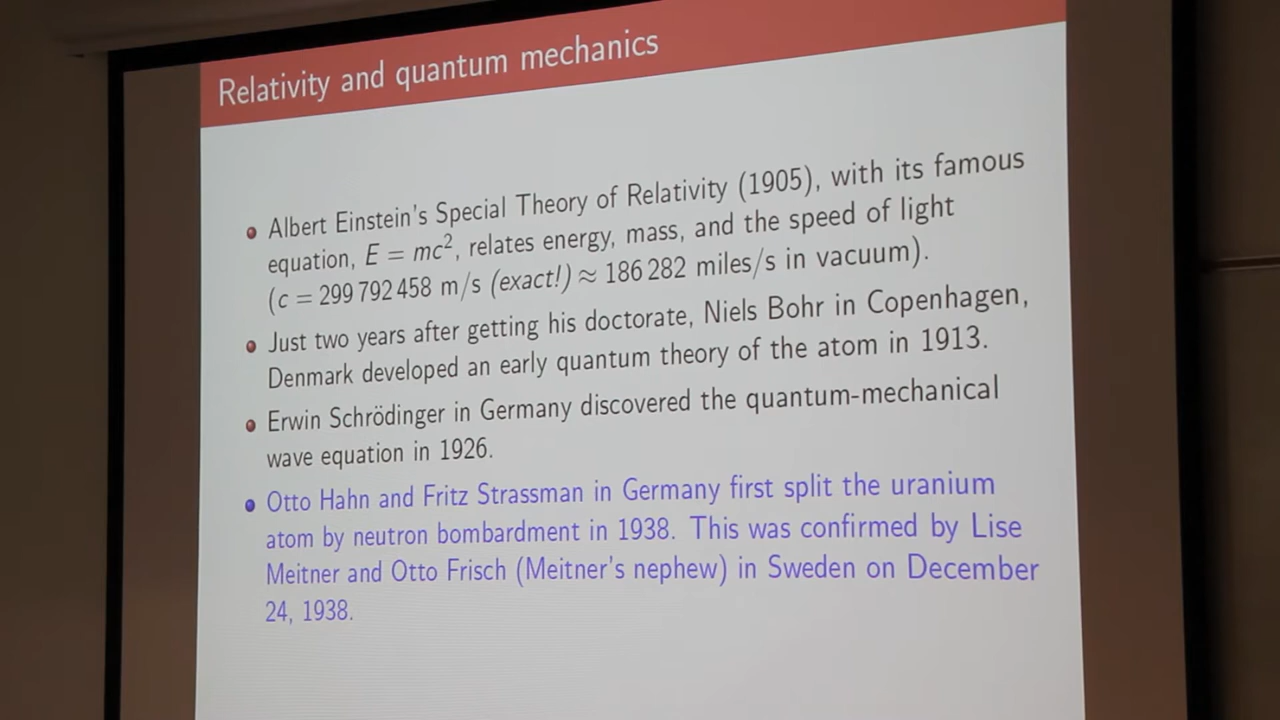 Relativity and quantum mechanics
Albert Einstein's Special Theory of Relativity (1905), with its famous
equation, E = mc², relates energy, mass, and the speed of light
(c = 299 792 458 m/s (exact!) ≈ 186 282 miles/s in vacuum).
Just two years after getting his doctorate, Niels Bohr in Copenhagen,
Denmark developed an early quantum theory of the atom in 1913.
Erwin Schrödinger in Germany discovered the quantum-mechanical
wave equation in 1926.
Otto Hahn and Fritz Strassman in Germany first split the uranium
atom by neutron bombardment in 1938. This was confirmed by Lise
Meitner and Otto Frisch (Meitner's nephew) in Sweden on December
24, 1938.